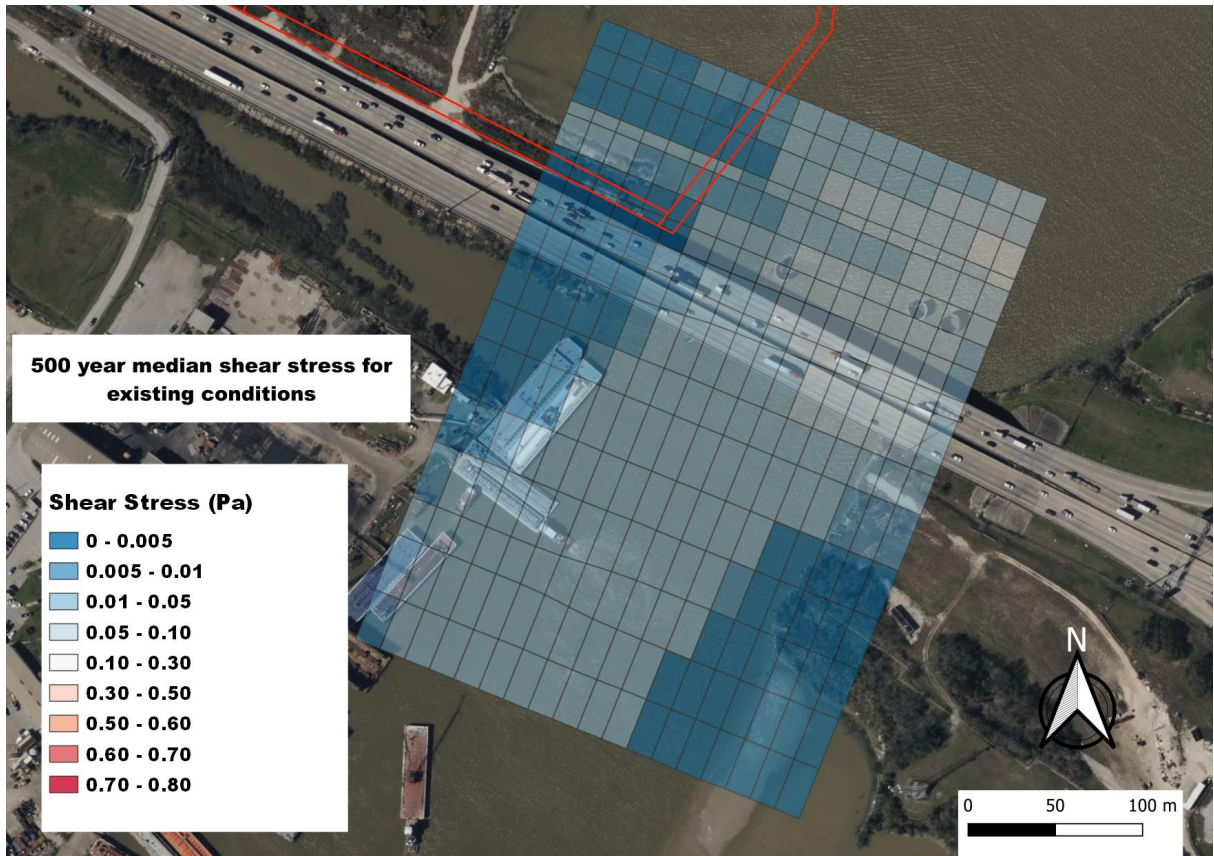 500 year median shear stress for
existing conditions
Shear Stress (Pa)
0 - 0.005
0.005 - 0.01
0.01 - 0.05
0.05 - 0.10
0.10 - 0.30
0.30 - 0.50
0.50 - 0.60
0.60 - 0.70
0.70 - 0.80
N
0 50 100 m